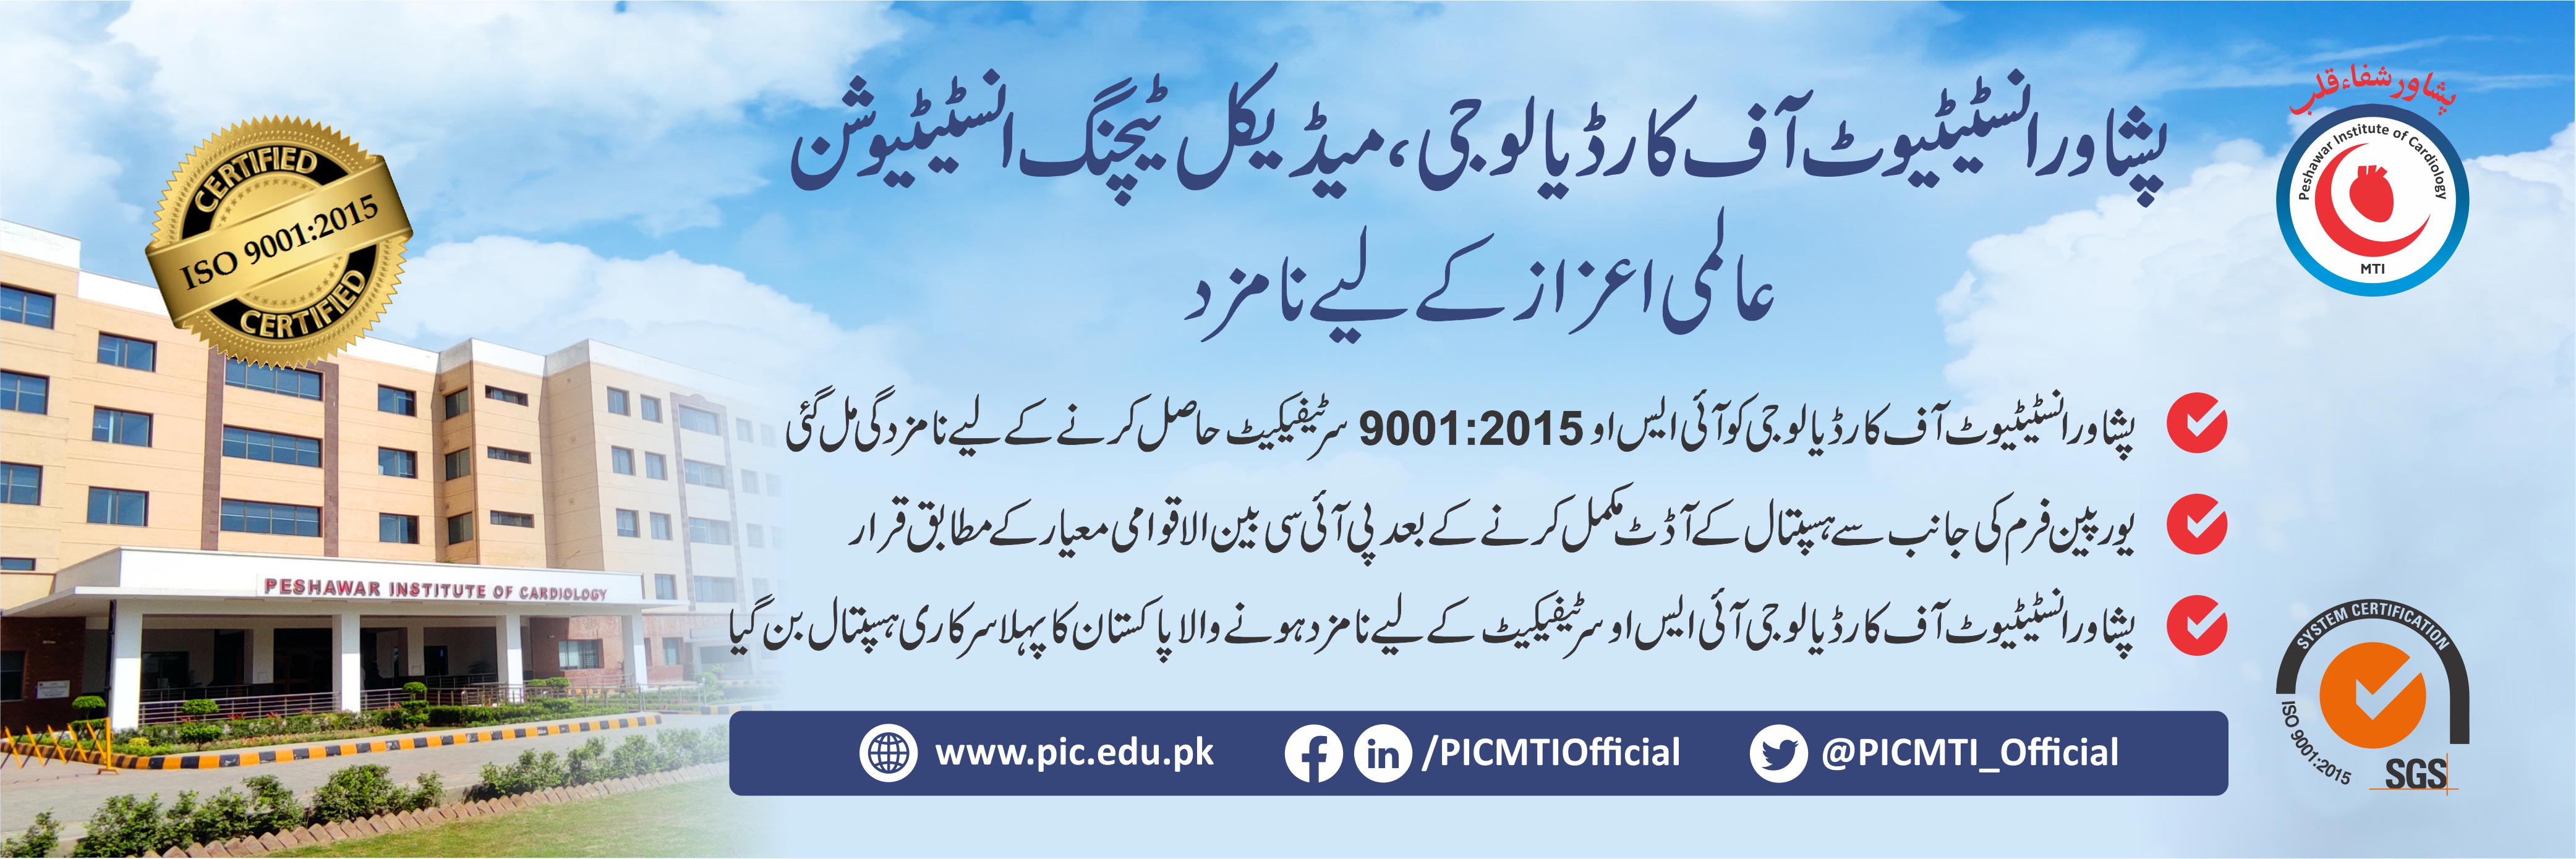 پشاور شفاء قلب
Peshawar Institute of Cardiology
MTI
پشاور انسٹیٹیوٹ آف کارڈیالوجی، میڈیکل ٹیچنگ انسٹیٹیوشن
عالمی اعزاز کے لیے نامزد
CERTIFIED
ISO 9001:2015
CERTIFIED
پشاور انسٹیٹیوٹ آف کارڈیالوجی کو آئی ایس او 9001:2015 سرٹیفیکیٹ حاصل کرنے کے لیے نامزدگی مل گئی
یورپین فرم کی جانب سے ہسپتال کے آڈٹ مکمل کرنے کے بعد پی آئی سی بین الاقوامی معیار کے مطابق قرار
پشاور انسٹیٹیوٹ آف کارڈیالوجی آئی ایس او سرٹیفیکیٹ کے لیے نامزد ہونے والا پاکستان کا پہلا سرکاری ہسپتال بن گیا
PESHAWAR INSTITUTE OF CARDIOLOGY
www.pic.edu.pk
/PICMTIOfficial
@PICMTI_Official
SYSTEM CERTIFICATION
ISO 9001:2015
SGS